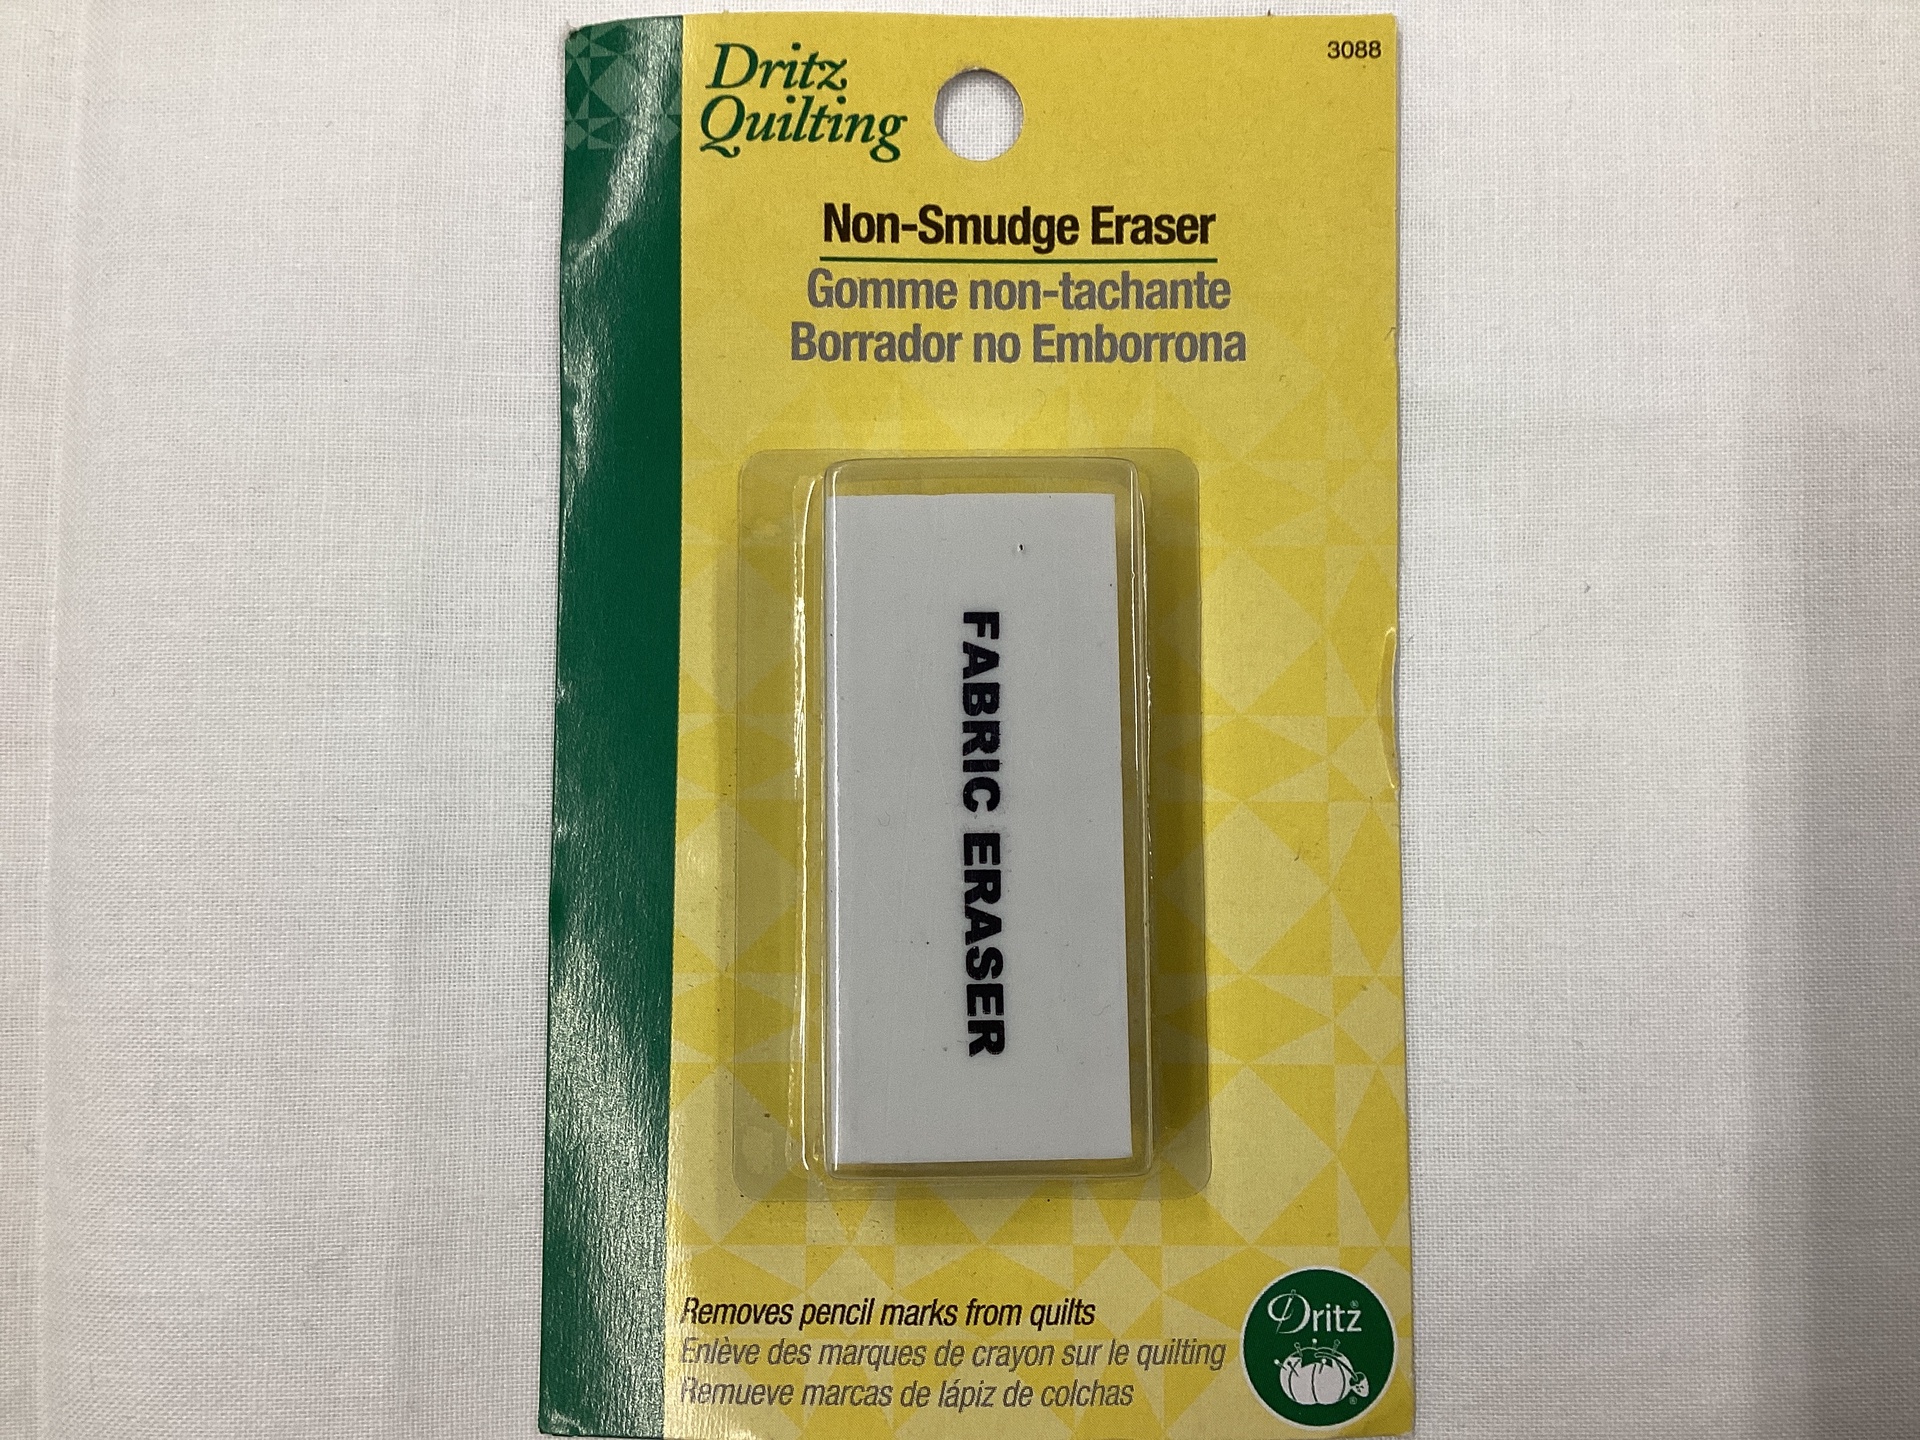 Dritz
Quilting
3088
Non-Smudge Eraser
Gomme non-tachante
Borrador no Emborrona
FABRIC ERASER
Removes pencil marks from quilts
Enlève des marques de crayon sur le quilting
Remueve marcas de lápiz de colchas
Dritz®